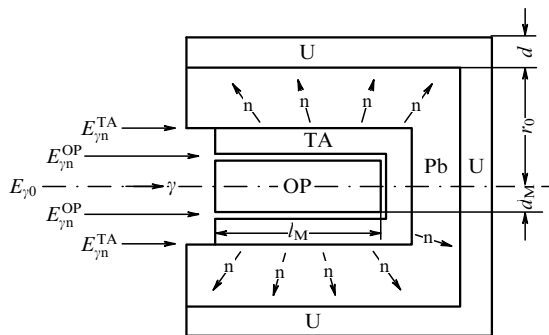 U
d
n n n n
r₀
E_{γn}^{TA}
TA
E_{γn}^{OP}
Pb U
E_{γ0} γ OP
d_M
E_{γn}^{OP}
l_M
E_{γn}^{TA}
n
n n n n
U